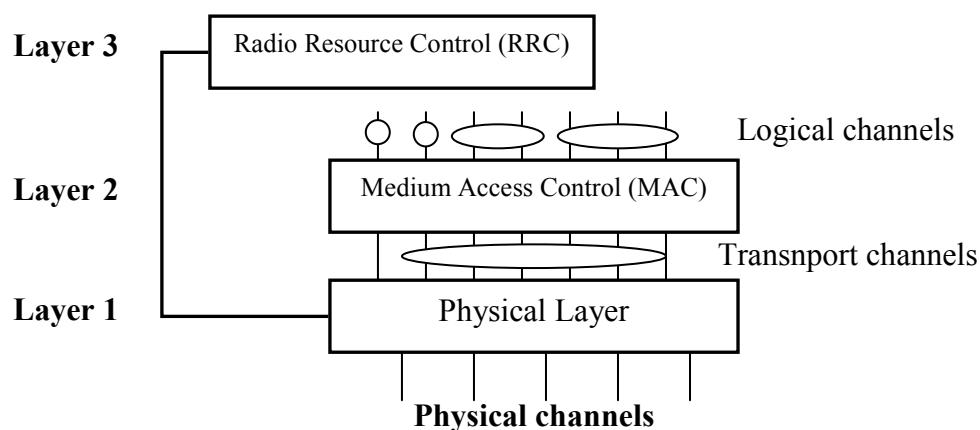 Layer 3
Radio Resource Control (RRC)
Logical channels
Layer 2
Medium Access Control (MAC)
Transnport channels
Layer 1
Physical Layer
Physical channels